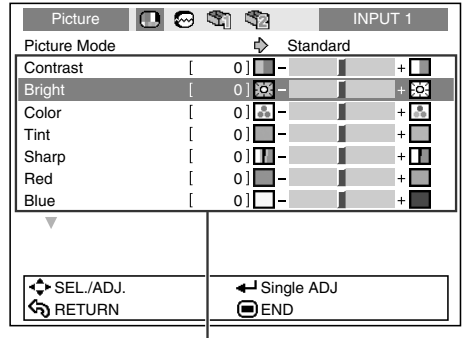 Picture INPUT 1
Picture Mode Standard
Contrast [ 0 ] – +
Bright [ 0 ] – +
Color [ 0 ] – +
Tint [ 0 ] – +
Sharp [ 0 ] – +
Red [ 0 ] – +
Blue [ 0 ] – +
SEL./ADJ. Single ADJ
RETURN END